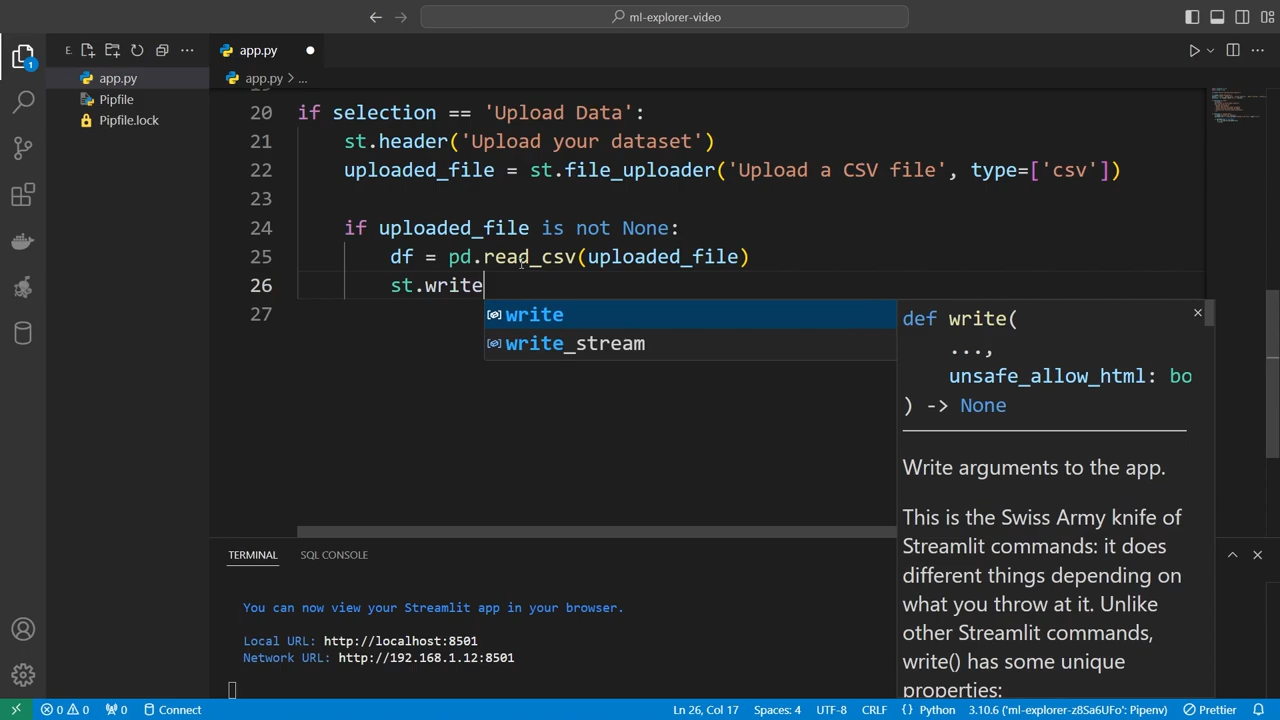 ml-explorer-video
E.
app.py
app.py
app.py > ...
Pipfile
Pipfile.lock
1
20 if selection == 'Upload Data':
21 st.header('Upload your dataset')
22 uploaded_file = st.file_uploader('Upload a CSV file', type=['csv'])
23
24 if uploaded_file is not None:
25 df = pd.read_csv(uploaded_file)
26 st.write
27
write
write_stream
def write(
...,
unsafe_allow_html: bo
) -> None
Write arguments to the app.
This is the Swiss Army knife of
Streamlit commands: it does
different things depending on
what you throw at it. Unlike
other Streamlit commands,
write() has some unique
properties:
TERMINAL SQL CONSOLE
You can now view your Streamlit app in your browser.
Local URL: http://localhost:8501
Network URL: http://192.168.1.12:8501
0 0 0 Connect Ln 26, Col 17 Spaces: 4 UTF-8 CRLF Python 3.10.6 ('ml-explorer-z8Sa6UFo': Pipenv) Prettier